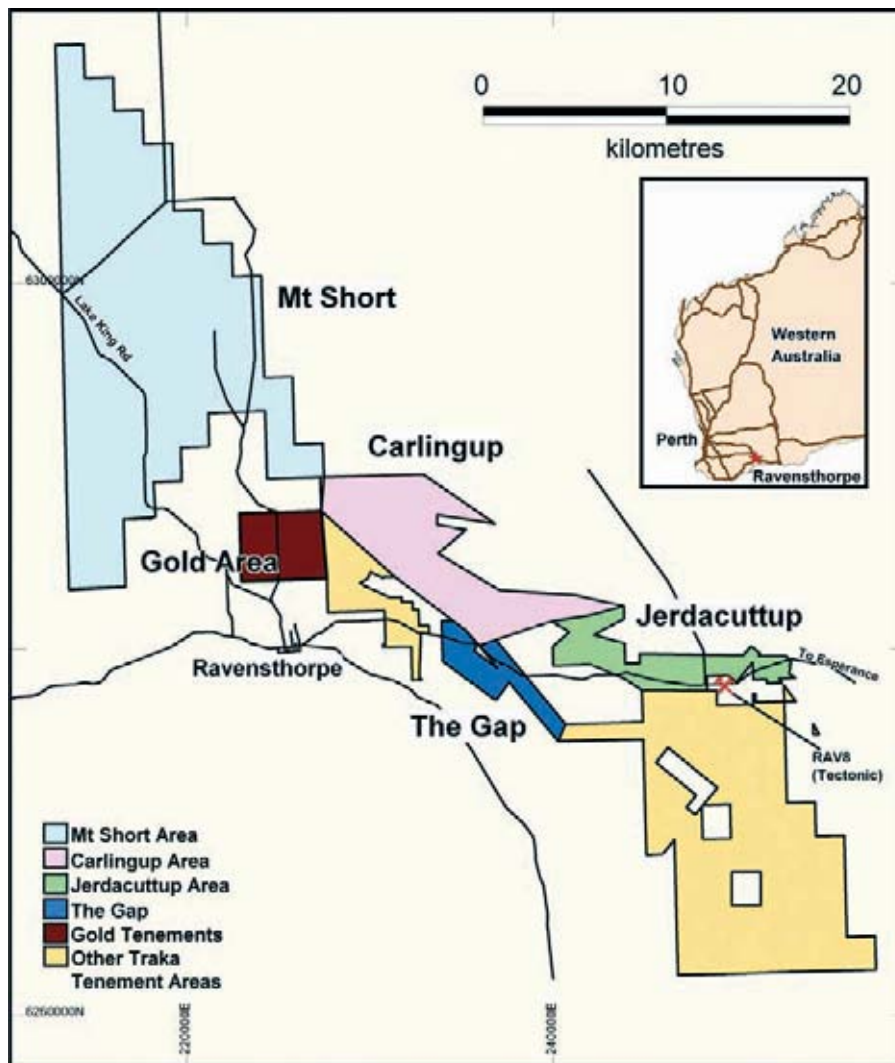 0 10 20
kilometres
Western
Australia
Perth
Ravensthorpe
6300000N
Lake King Rd
Mt Short
Carlingup
Gold Area
Jerdacuttup
To Esperance
Ravensthorpe
The Gap
RAV8
(Tectonic)
Mt Short Area
Carlingup Area
Jerdacuttup Area
The Gap
Gold Tenements
Other Traka
Tenement Areas
6260000N
220000E
240000E